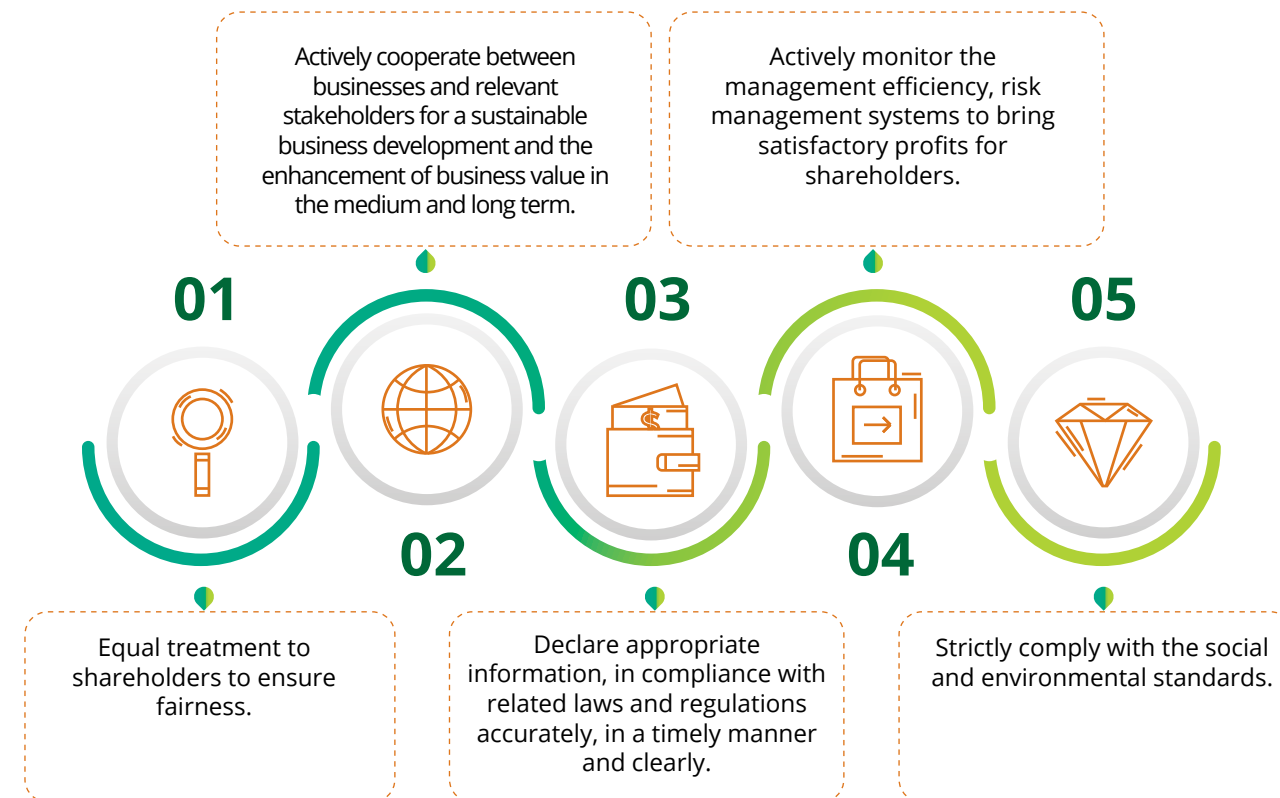 01
Equal treatment to
shareholders to ensure
fairness.
02
Actively cooperate between
businesses and relevant
stakeholders for a sustainable
business development and the
enhancement of business value in
the medium and long term.
03
$
Declare appropriate
information, in compliance with
related laws and regulations
accurately, in a timely manner
and clearly.
04
Actively monitor the
management efficiency, risk
management systems to bring
satisfactory profits for
shareholders.
05
Strictly comply with the social
and environmental standards.